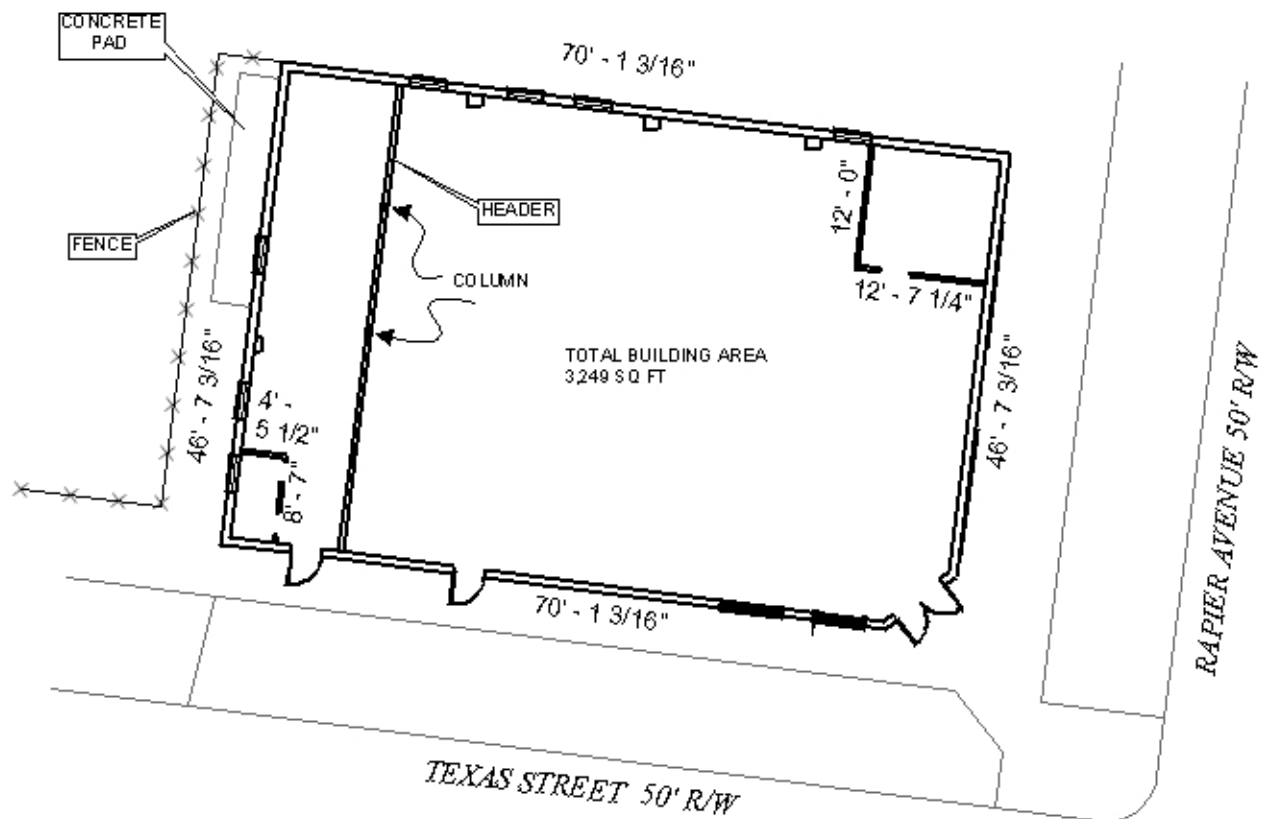 CONCRETE
PAD
70' - 1 3/16"
12' - 0"
HEADER
FENCE
COLUMN
12' - 7 1/4"
TOTAL BUILDING AREA
3,249 SQ FT
46' - 7 3/16"
4' -
5 1/2"
8' - 7"
46' - 7 3/16"
70' - 1 3/16"
RAPIER AVENUE 50' R/W
TEXAS STREET 50' R/W